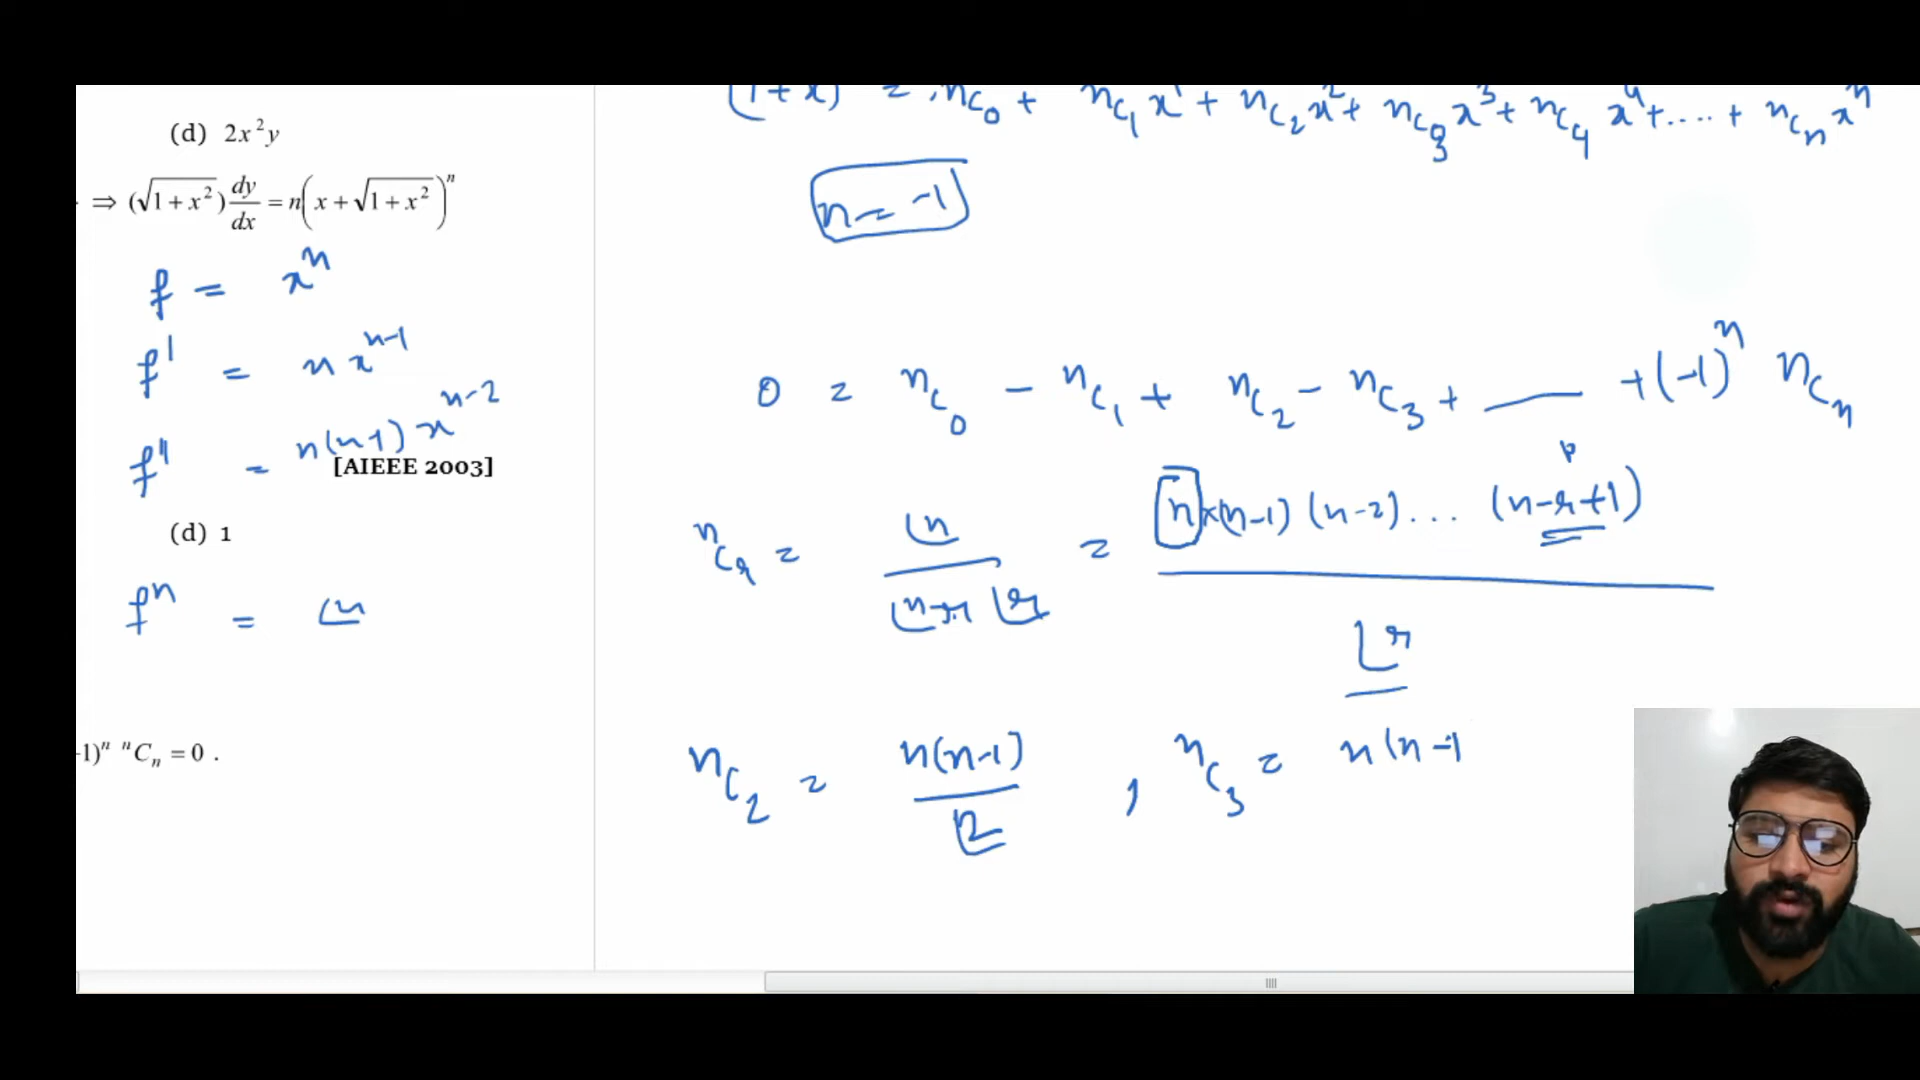 (d) 2x²y
⇒ (√1+x²) dy/dx = n(x+√1+x²)ⁿ
f = xⁿ
f' = n xⁿ⁻¹
f'' = n(n-1) xⁿ⁻²
[AIEEE 2003]
(d) 1
fⁿ = ⌊n
-1)ⁿ ⁿCₙ = 0 .
(1+x) = nC₀ + nC₁x¹ + nC₂x² + nC₃x³ + nC₄x⁴ + .... + nCₙxⁿ
n = -1
0 = nC₀ - nC₁ + nC₂ - nC₃ + ___ + (-1)ⁿ nCₙ
nCr = ⌊n / ⌊n-r ⌊r = n×(n-1)(n-2)... (n-r+1) / ⌊r
nC₂ = n(n-1) / ⌊2 , nC₃ = n(n-1